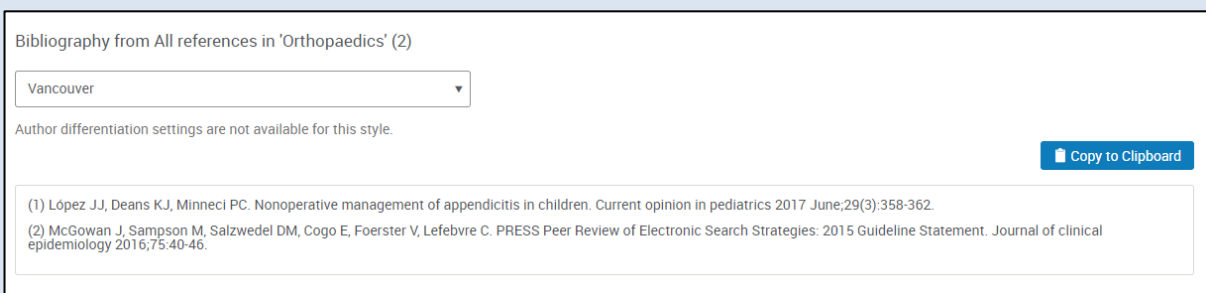 Bibliography from All references in 'Orthopaedics' (2)
Vancouver
Author differentiation settings are not available for this style.
Copy to Clipboard
(1) López JJ, Deans KJ, Minneci PC. Nonoperative management of appendicitis in children. Current opinion in pediatrics 2017 June;29(3):358-362.
(2) McGowan J, Sampson M, Salzwedel DM, Cogo E, Foerster V, Lefebvre C. PRESS Peer Review of Electronic Search Strategies: 2015 Guideline Statement. Journal of clinical
epidemiology 2016;75:40-46.